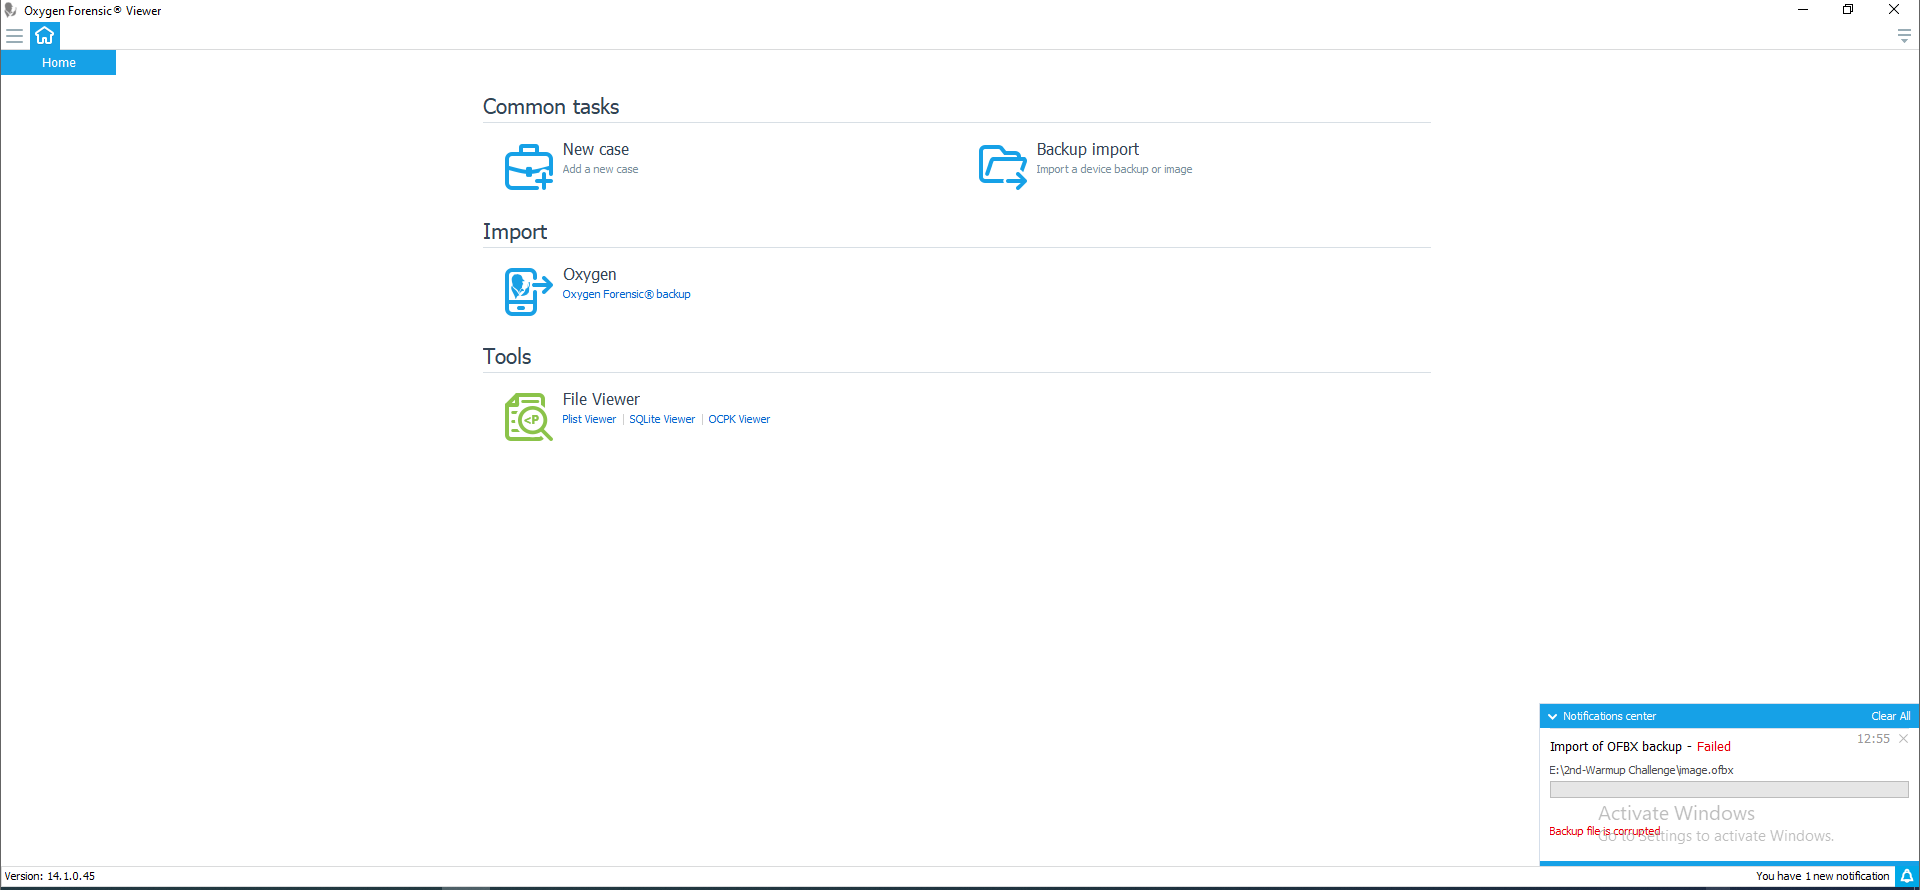 Oxygen Forensic® Viewer
Home
Common tasks
New case
Add a new case
Backup import
Import a device backup or image
Import
Oxygen
Oxygen Forensic® backup
Tools
File Viewer
Plist Viewer | SQLite Viewer | OCPK Viewer
<P
Notifications center Clear All
Import of OFBX backup - Failed 12:55
E:\2nd-Warmup Challenge\image.ofbx
Activate Windows
Backup file is corrupted
Go to Settings to activate Windows.
Version: 14.1.0.45
You have 1 new notification